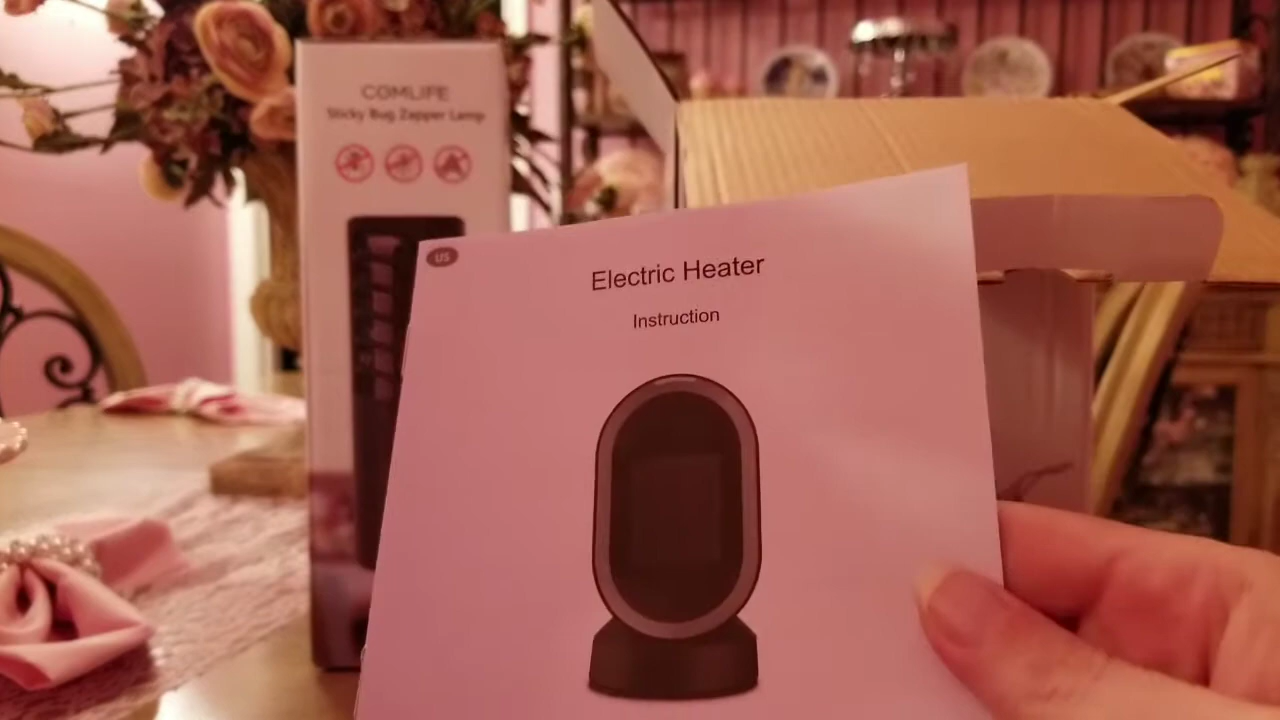 COMLIFE
Sticky Bug Zapper Lamp
US
Electric Heater
Instruction